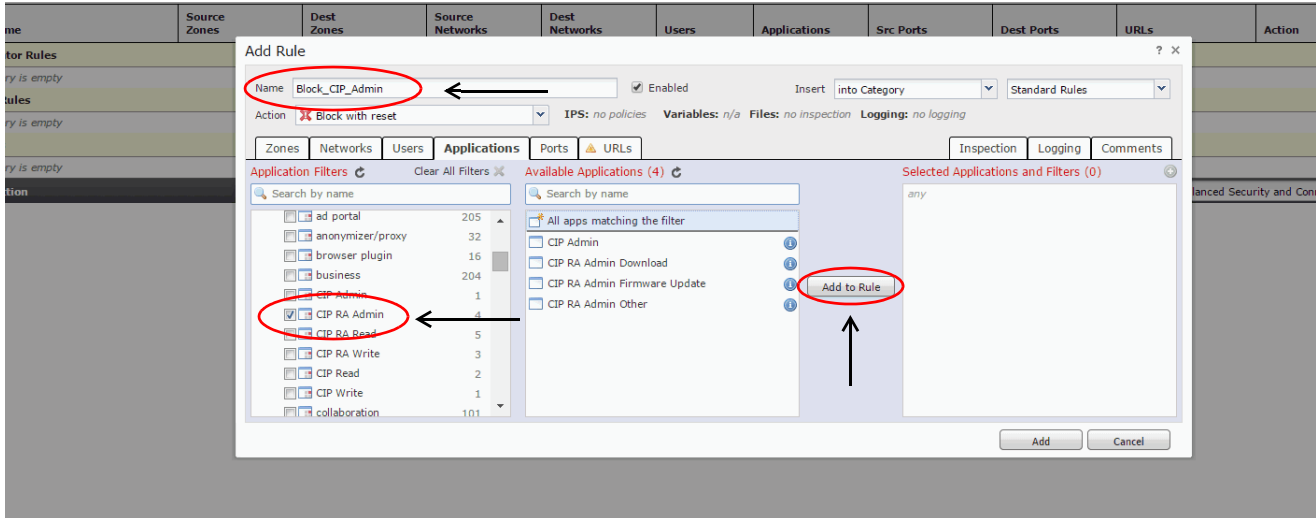 me Source Zones Dest Zones Source Networks Dest Networks Users Applications Src Ports Dest Ports URLs Action
tor Rules
ry is empty
ules
ry is empty
ry is empty
tion
lanced Security and Con
Add Rule ?
Name Block_CIP_Admin Enabled Insert into Category Standard Rules
Action Block with reset IPS: no policies Variables: n/a Files: no inspection Logging: no logging
Zones Networks Users Applications Ports URLs Inspection Logging Comments
Application Filters Clear All Filters Available Applications (4) Selected Applications and Filters (0)
Search by name Search by name any
ad portal 205 All apps matching the filter
anonymizer/proxy 32 CIP Admin
browser plugin 16 CIP RA Admin Download
business 204 CIP RA Admin Firmware Update Add to Rule
CIP Admin 1 CIP RA Admin Other
CIP RA Admin 4
CIP RA Read 5
CIP RA Write 3
CIP Read 2
CIP Write 1
collaboration 101
Add Cancel